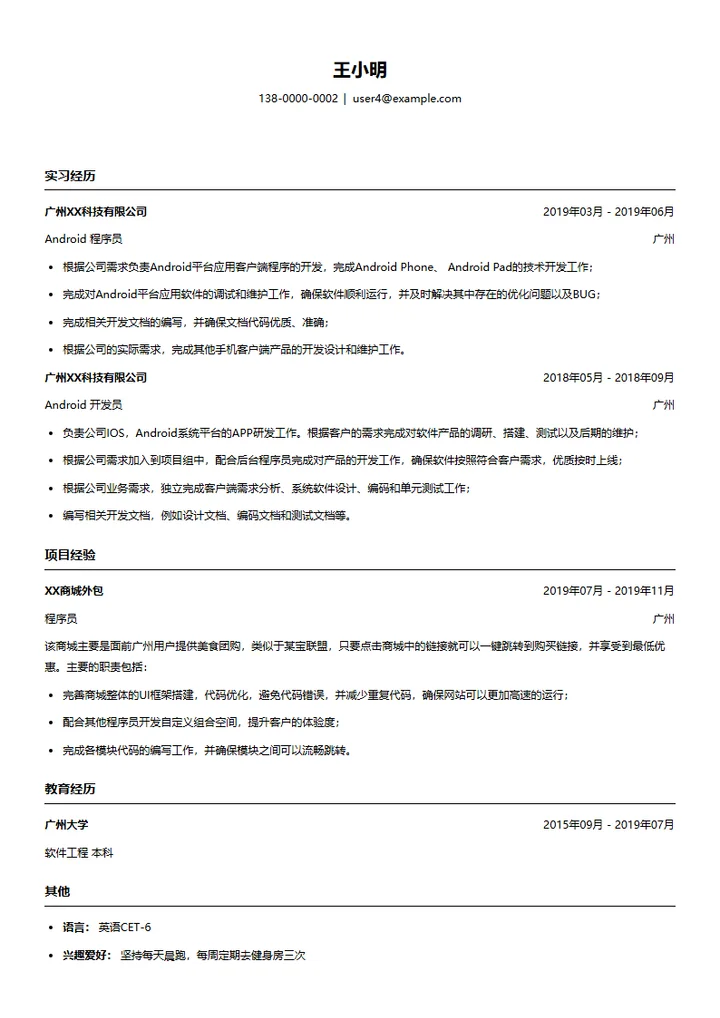 王小明
138-0000-0002 | user4@example.com
实习经历
广州XX科技有限公司 2019年03月 - 2019年06月
Android 程序员 广州
• 根据公司需求负责Android平台应用客户端程序的开发，完成Android Phone、 Android Pad的技术开发工作；
• 完成对Android平台应用软件的调试和维护工作，确保软件顺利运行，并及时解决其中存在的优化问题以及BUG；
• 完成相关开发文档的编写，并确保文档代码优质、准确；
• 根据公司的实际需求，完成其他手机客户端产品的开发设计和维护工作。
广州XX科技有限公司 2018年05月 - 2018年09月
Android 开发员 广州
• 负责公司IOS，Android系统平台的APP研发工作。根据客户的需求完成对软件产品的调研、搭建、测试以及后期的维护；
• 根据公司需求加入到项目组中，配合后台程序员完成对产品的开发工作，确保软件按照符合客户需求，优质按时上线；
• 根据公司业务需求，独立完成客户端需求分析、系统软件设计、编码和单元测试工作；
• 编写相关开发文档，例如设计文档、编码文档和测试文档等。
项目经验
XX商城外包 2019年07月 - 2019年11月
程序员 广州
该商城主要是面前广州用户提供美食团购，类似于某宝联盟，只要点击商城中的链接就可以一键跳转到购买链接，并享受到最低优
惠。主要的职责包括：
• 完善商城整体的UI框架搭建，代码优化，避免代码错误，并减少重复代码，确保网站可以更加高速的运行；
• 配合其他程序员开发自定义组合空间，提升客户的体验度；
• 完成各模块代码的编写工作，并确保模块之间可以流畅跳转。
教育经历
广州大学 2015年09月 - 2019年07月
软件工程 本科
其他
• 语言： 英语CET-6
• 兴趣爱好： 坚持每天晨跑，每周定期去健身房三次